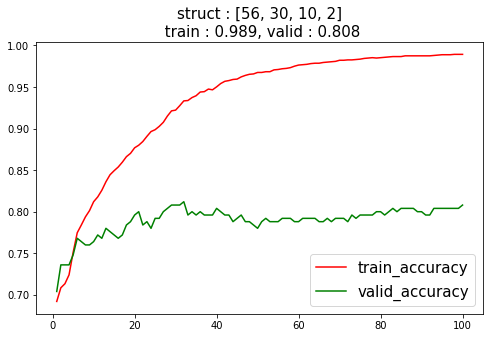 struct : [56, 30, 10, 2]
train : 0.989, valid : 0.808
1.00
0.95
0.90
0.85
0.80
0.75
0.70
train_accuracy
valid_accuracy
0 20 40 60 80 100